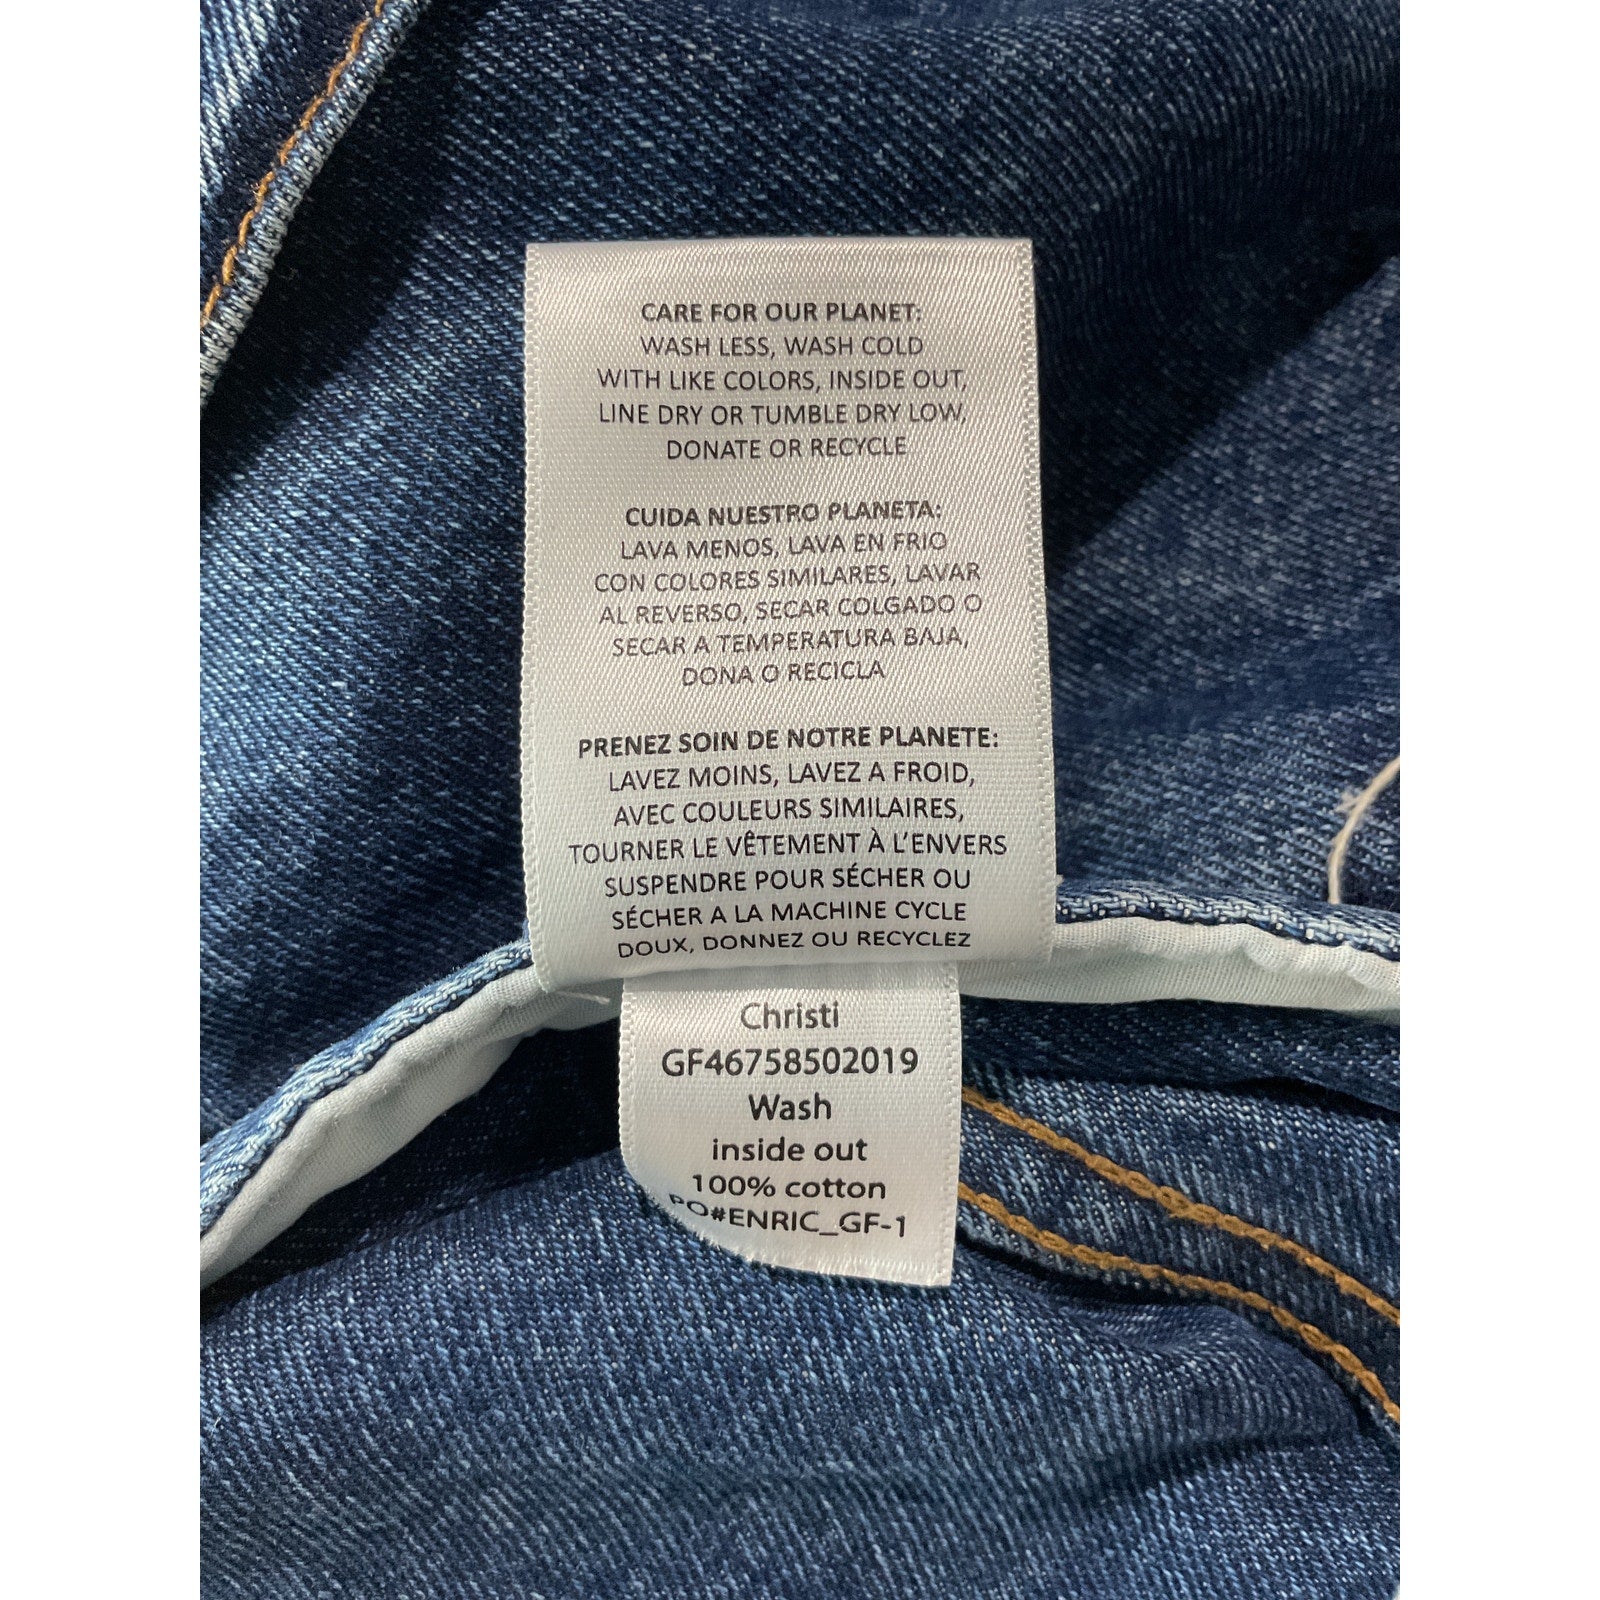 CARE FOR OUR PLANET:
WASH LESS, WASH COLD
WITH LIKE COLORS, INSIDE OUT,
LINE DRY OR TUMBLE DRY LOW,
DONATE OR RECYCLE
CUIDA NUESTRO PLANETA:
LAVA MENOS, LAVA EN FRIO
CON COLORES SIMILARES, LAVAR
AL REVERSO, SECAR COLGADO O
SECAR A TEMPERATURA BAJA,
DONA O RECICLA
PRENEZ SOIN DE NOTRE PLANETE:
LAVEZ MOINS, LAVEZ A FROID,
AVEC COULEURS SIMILAIRES,
TOURNER LE VÊTEMENT À L'ENVERS
SUSPENDRE POUR SÉCHER OU
SÉCHER A LA MACHINE CYCLE
DOUX, DONNEZ OU RECYCLEZ
Christi
GF46758502019
Wash
inside out
100% cotton
PO#ENRIC_GF-1